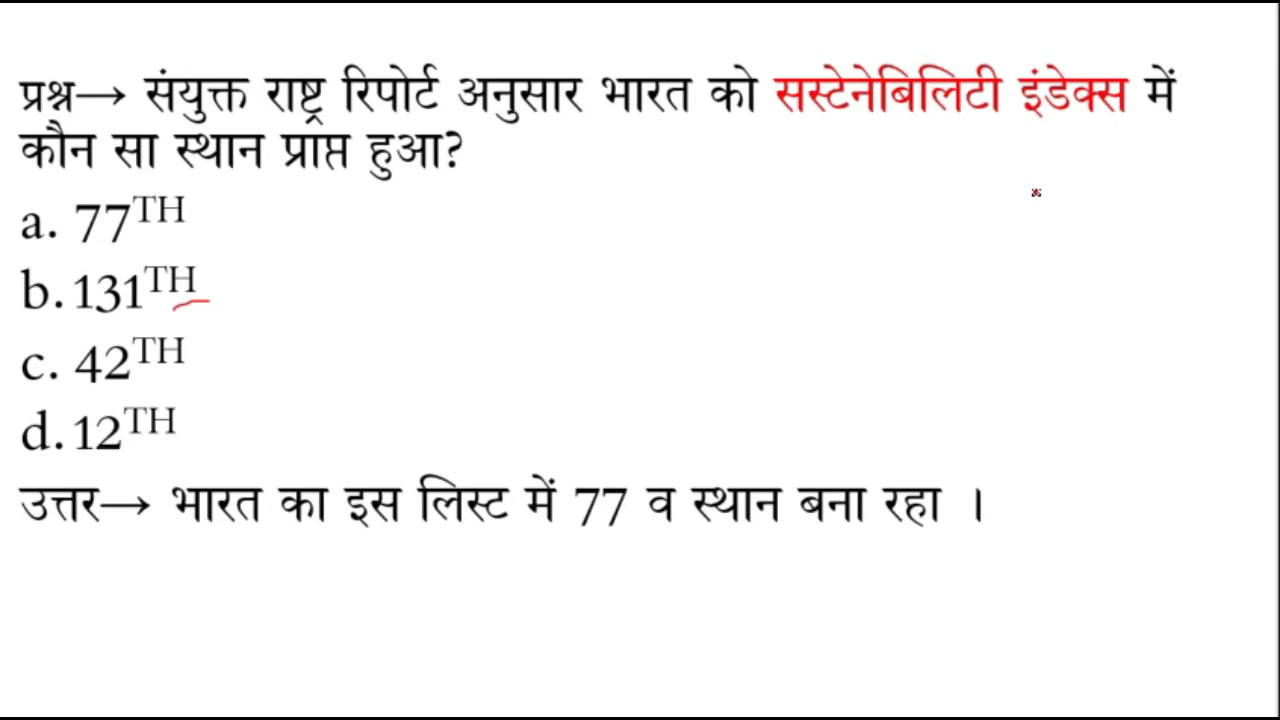 प्रश्न→ संयुक्त राष्ट्र रिपोर्ट अनुसार भारत को सस्टेनेबिलिटी इंडेक्स में
कौन सा स्थान प्राप्त हुआ?
a. 77TH
b. 131TH
c. 42TH
d. 12TH
उत्तर→ भारत का इस लिस्ट में 77 व स्थान बना रहा ।